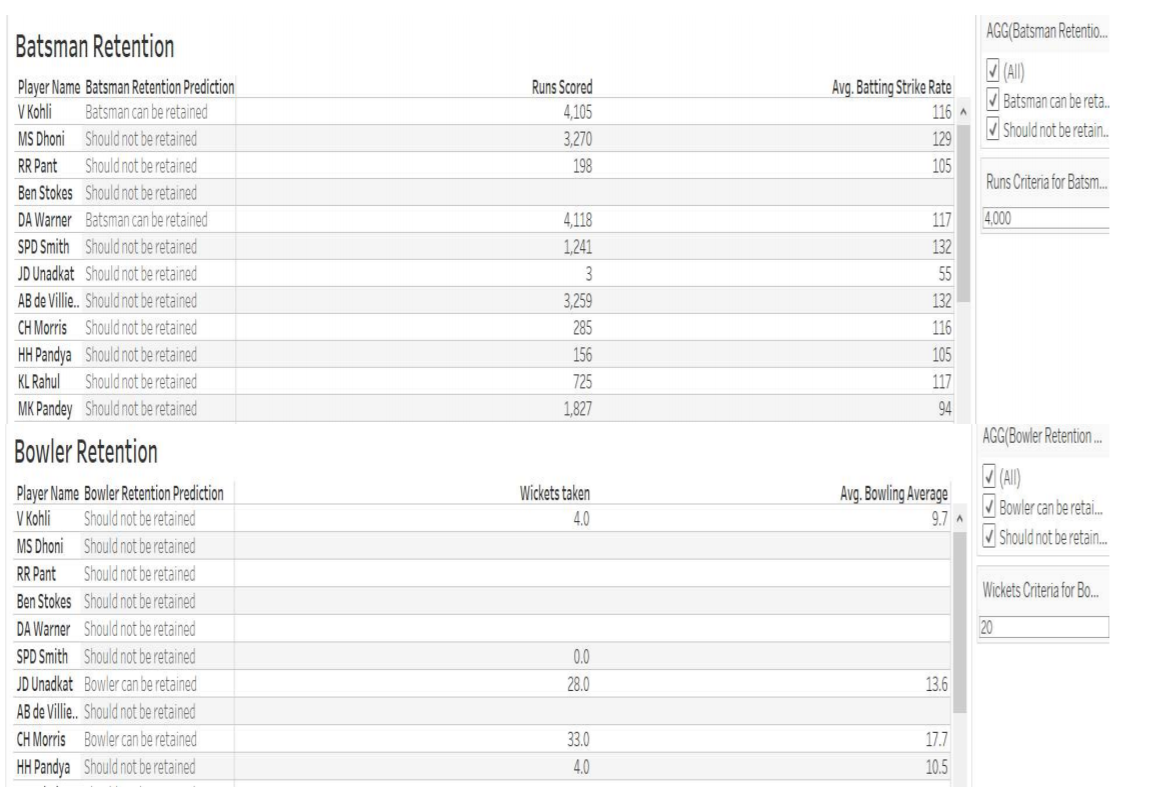 Batsman Retention
Player Name Batsman Retention Prediction Runs Scored Avg. Batting Strike Rate
V Kohli Batsman can be retained 4,105 116
MS Dhoni Should not be retained 3,270 129
RR Pant Should not be retained 198 105
Ben Stokes Should not be retained
DA Warner Batsman can be retained 4,118 117
SPD Smith Should not be retained 1,241 132
JD Unadkat Should not be retained 3 55
AB de Villie.. Should not be retained 3,259 132
CH Morris Should not be retained 285 116
HH Pandya Should not be retained 156 105
KL Rahul Should not be retained 725 117
MK Pandey Should not be retained 1,827 94
AGG(Batsman Retentio...
(All)
Batsman can be reta..
Should not be retain..
Runs Criteria for Batsm...
4,000
Bowler Retention
Player Name Bowler Retention Prediction Wickets taken Avg. Bowling Average
V Kohli Should not be retained 4.0 9.7
MS Dhoni Should not be retained
RR Pant Should not be retained
Ben Stokes Should not be retained
DA Warner Should not be retained
SPD Smith Should not be retained 0.0
JD Unadkat Bowler can be retained 28.0 13.6
AB de Villie.. Should not be retained
CH Morris Bowler can be retained 33.0 17.7
HH Pandya Should not be retained 4.0 10.5
AGG(Bowler Retention ...
(All)
Bowler can be retai...
Should not be retain...
Wickets Criteria for Bo...
20